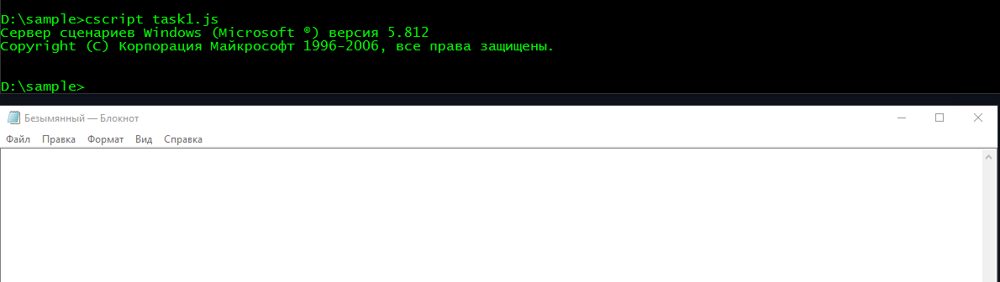 D:\sample>cscript task1.js
Сервер сценариев Windows (Microsoft ®) версия 5.812
Copyright (C) Корпорация Майкрософт 1996-2006, все права защищены.
D:\sample>
Безымянный — Блокнот
Файл Правка Формат Вид Справка